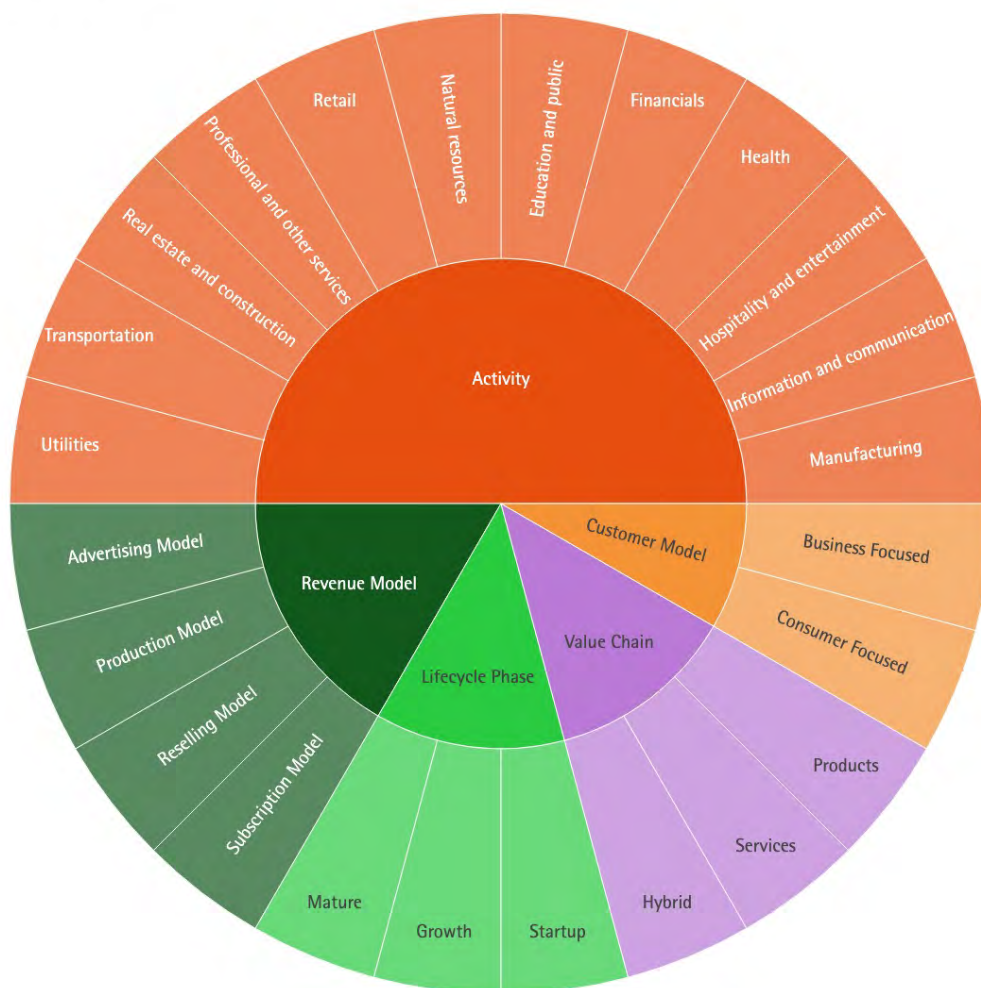 Activity
Utilities
Transportation
Real estate and construction
Professional and other services
Retail
Natural resources
Education and public
Financials
Health
Hospitality and entertainment
Information and communication
Manufacturing
Customer Model
Business Focused
Consumer Focused
Value Chain
Products
Services
Hybrid
Lifecycle Phase
Startup
Growth
Mature
Revenue Model
Subscription Model
Reselling Model
Production Model
Advertising Model